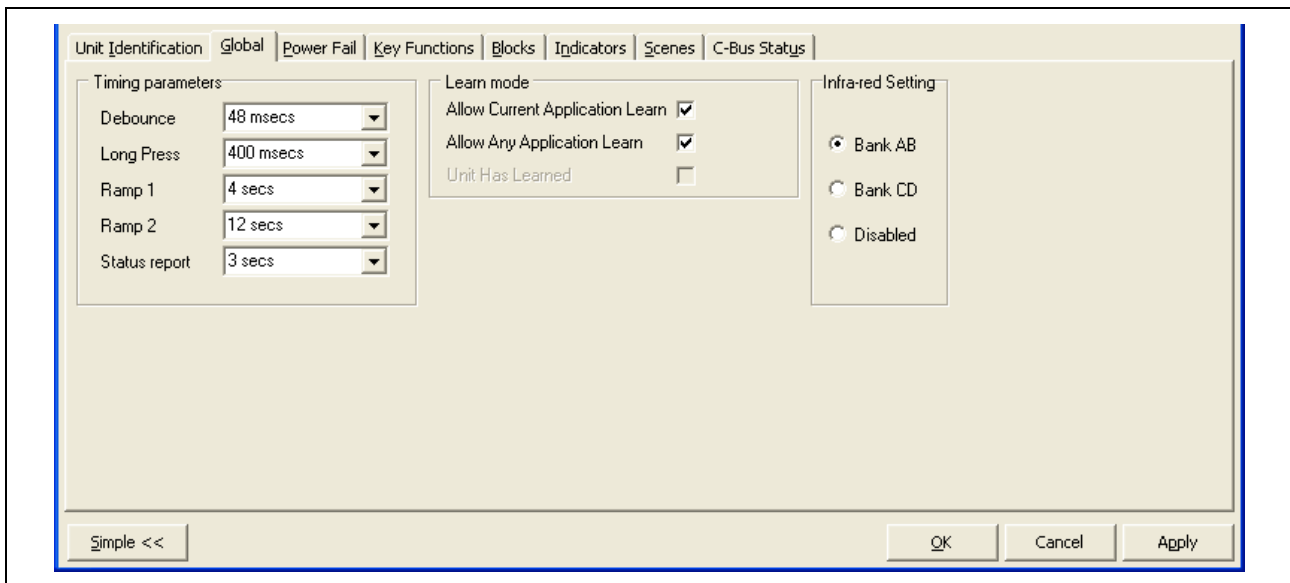 Unit Identification Global Power Fail Key Functions Blocks Indicators Scenes C-Bus Status
Timing parameters
Debounce 48 msecs
Long Press 400 msecs
Ramp 1 4 secs
Ramp 2 12 secs
Status report 3 secs
Learn mode
Allow Current Application Learn
Allow Any Application Learn
Unit Has Learned
Infra-red Setting
Bank AB
Bank CD
Disabled
Simple << OK Cancel Apply